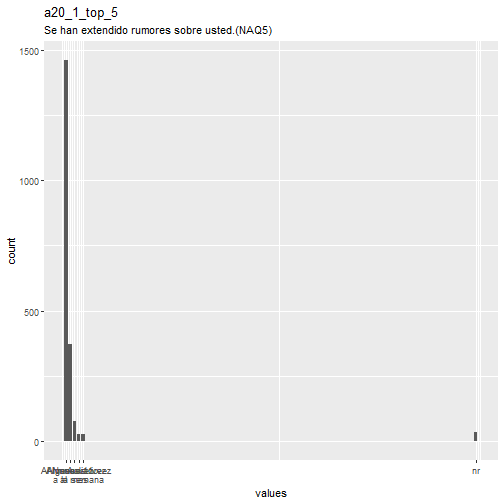 a20_1_top_5
Se han extendido rumores sobre usted.(NAQ5)
1500
1000
500
0
count
nr
values